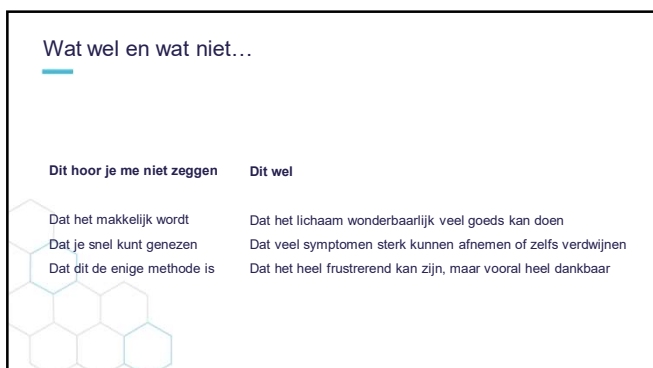 Wat wel en wat niet…
Dit hoor je me niet zeggen
Dit wel
Dat het makkelijk wordt
Dat het lichaam wonderbaarlijk veel goeds kan doen
Dat je snel kunt genezen
Dat veel symptomen sterk kunnen afnemen of zelfs verdwijnen
Dat dit de enige methode is
Dat het heel frustrerend kan zijn, maar vooral heel dankbaar